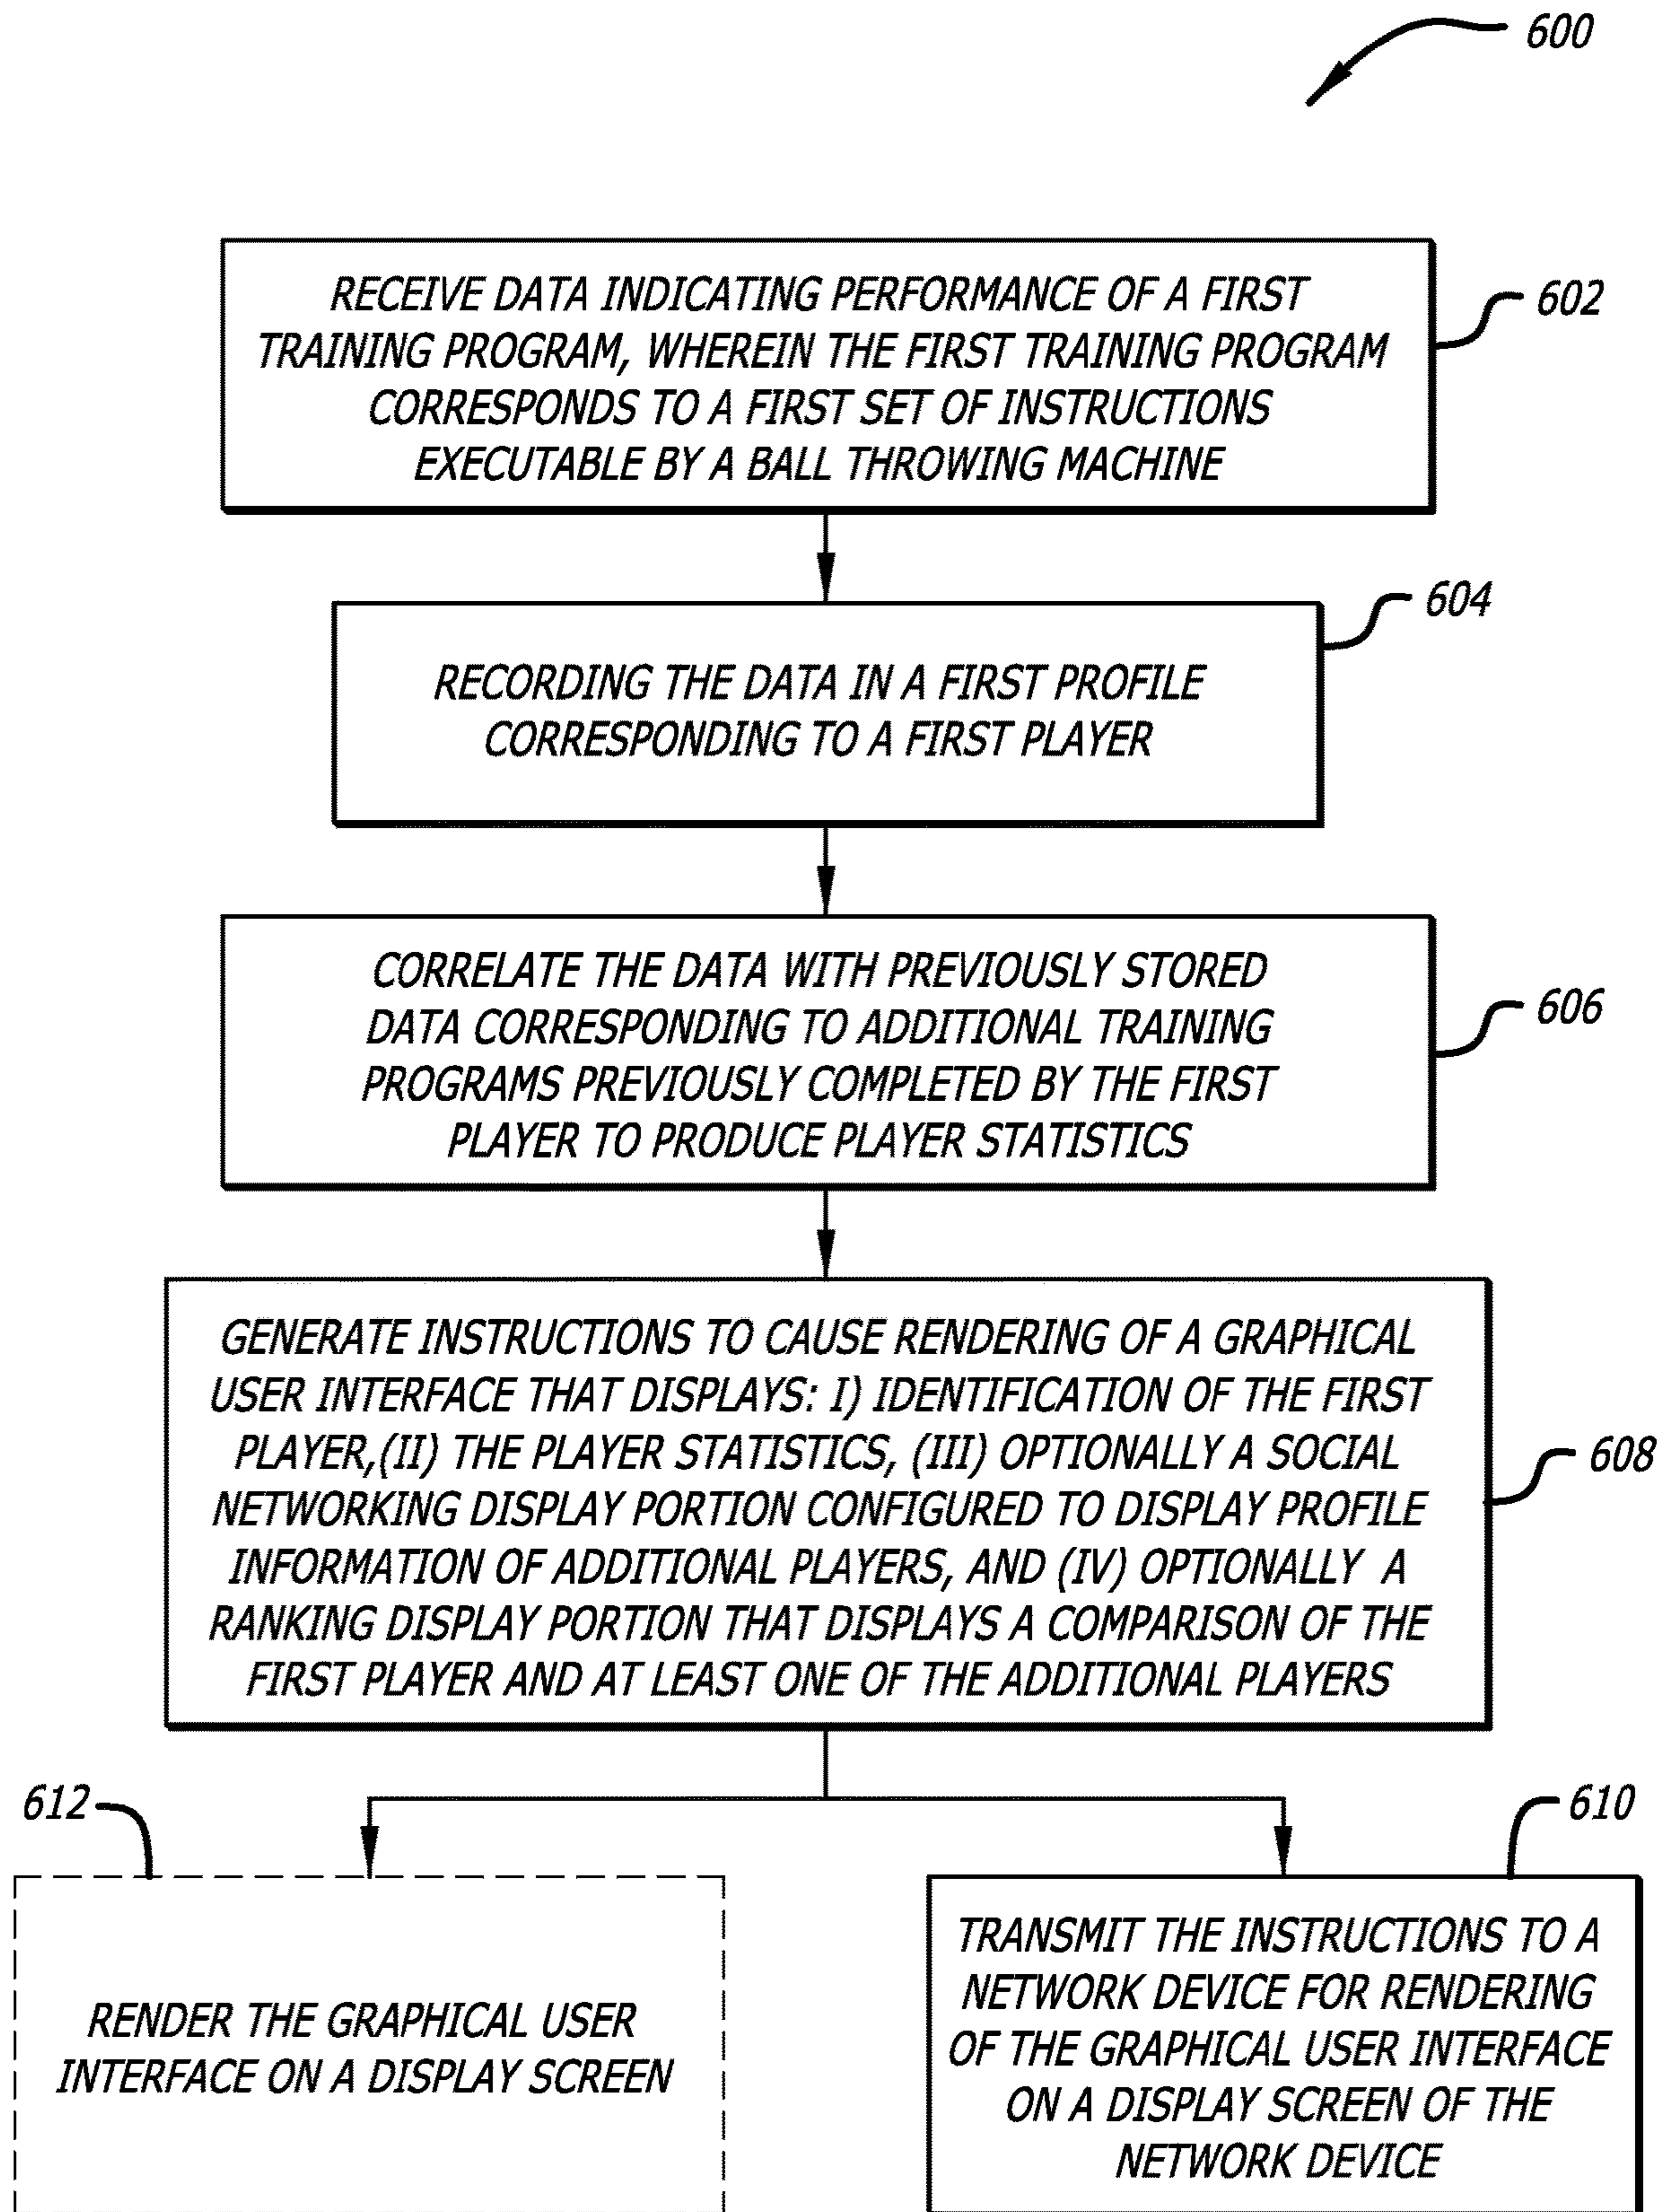 600
RECEIVE DATA INDICATING PERFORMANCE OF A FIRST
TRAINING PROGRAM, WHEREIN THE FIRST TRAINING PROGRAM
CORRESPONDS TO A FIRST SET OF INSTRUCTIONS
EXECUTABLE BY A BALL THROWING MACHINE
602
RECORDING THE DATA IN A FIRST PROFILE
CORRESPONDING TO A FIRST PLAYER
604
CORRELATE THE DATA WITH PREVIOUSLY STORED
DATA CORRESPONDING TO ADDITIONAL TRAINING
PROGRAMS PREVIOUSLY COMPLETED BY THE FIRST
PLAYER TO PRODUCE PLAYER STATISTICS
606
GENERATE INSTRUCTIONS TO CAUSE RENDERING OF A GRAPHICAL
USER INTERFACE THAT DISPLAYS: I) IDENTIFICATION OF THE FIRST
PLAYER,(II) THE PLAYER STATISTICS, (III) OPTIONALLY A SOCIAL
NETWORKING DISPLAY PORTION CONFIGURED TO DISPLAY PROFILE
INFORMATION OF ADDITIONAL PLAYERS, AND (IV) OPTIONALLY A
RANKING DISPLAY PORTION THAT DISPLAYS A COMPARISON OF THE
FIRST PLAYER AND AT LEAST ONE OF THE ADDITIONAL PLAYERS
608
612
RENDER THE GRAPHICAL USER
INTERFACE ON A DISPLAY SCREEN
610
TRANSMIT THE INSTRUCTIONS TO A
NETWORK DEVICE FOR RENDERING
OF THE GRAPHICAL USER INTERFACE
ON A DISPLAY SCREEN OF THE
NETWORK DEVICE